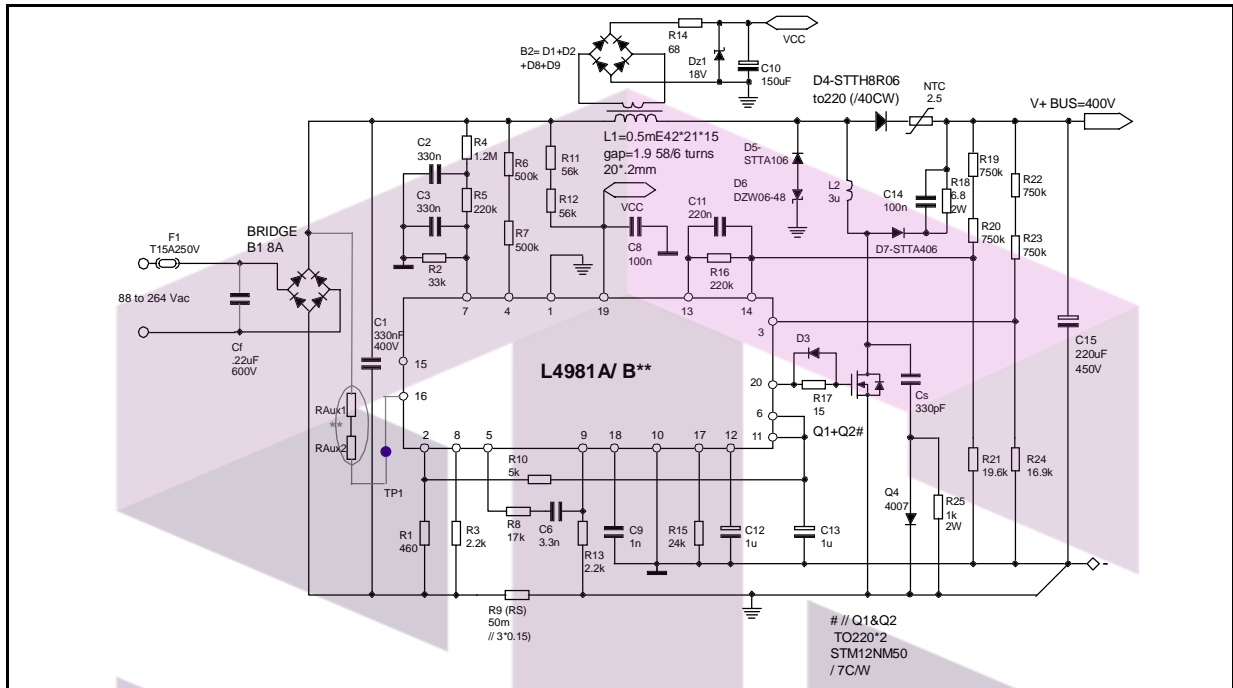 R14
68
VCC
B2= D1+D2
+D8+D9
Dz1
18V
C10
150uF
D4-STTH8R06
to220 (/40CW)
NTC
2.5
V+ BUS=400V
L1=0.5mE42*21*15
gap=1.9 58/6 turns
20*.2mm
C2
330n
R4
1.2M
R6
500k
R11
56k
D5-
STTA106
R19
750k
R22
750k
C3
330n
R5
220k
R12
56k
VCC
C11
220n
D6
DZW06-48
L2
3u
C14
100n
R18
6.8
2W
F1
T15A250V
BRIDGE
B1 8A
R7
500k
C8
100n
D7-STTA406
R20
750k
R23
750k
R2
33k
R16
220k
88 to 264 Vac
Cf
.22uF
600V
C1
330nF
400V
7
4
1
19
13
14
3
C15
220uF
450V
15
L4981A/ B**
D3
20
R17
15
Cs
330pF
16
6
11
Q1+Q2#
RAux1
**
RAux2
TP1
2
8
5
9
18
10
17
12
R10
5k
R21
19.6k
R24
16.9k
Q4
4007
R25
1k
2W
R1
460
R3
2.2k
R8
17k
C6
3.3n
R13
2.2k
C9
1n
R15
24k
C12
1u
C13
1u
-
R9 (RS)
50m
// 3*0.15)
# // Q1&Q2
TO220*2
STM12NM50
/ 7C/W